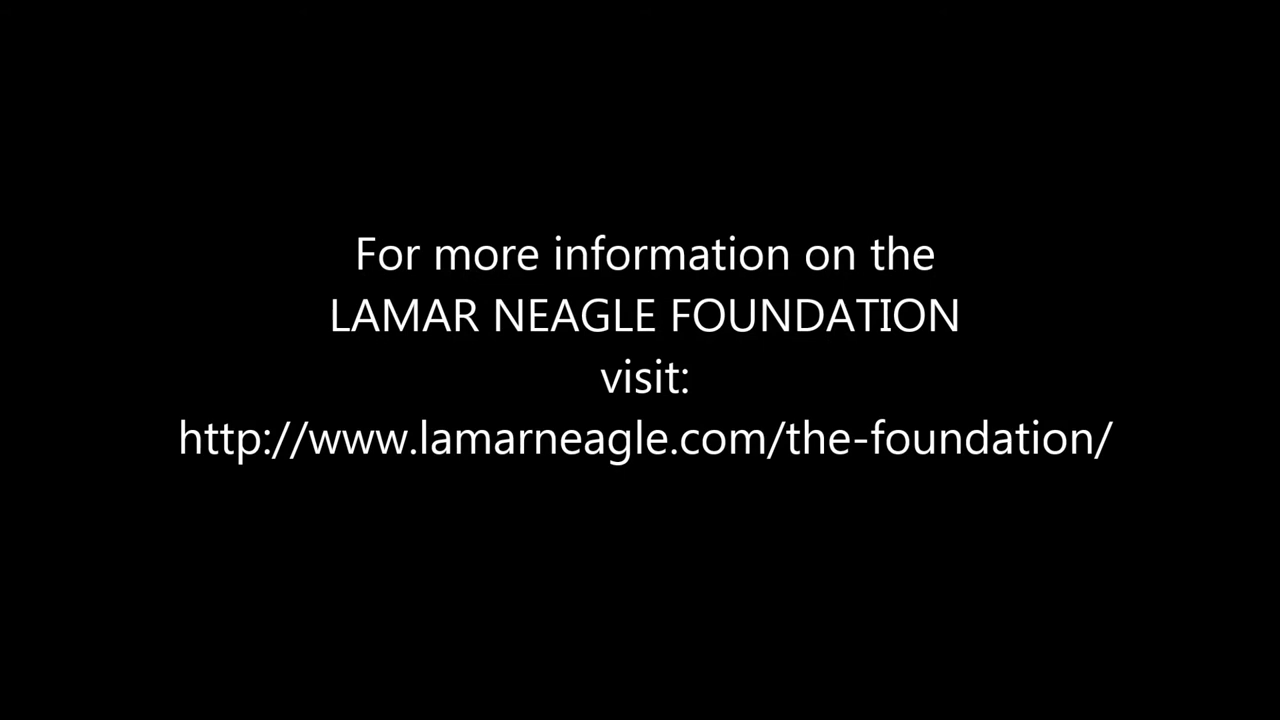 For more information on the
LAMAR NEAGLE FOUNDATION
visit:
http://www.lamarneagle.com/the-foundation/